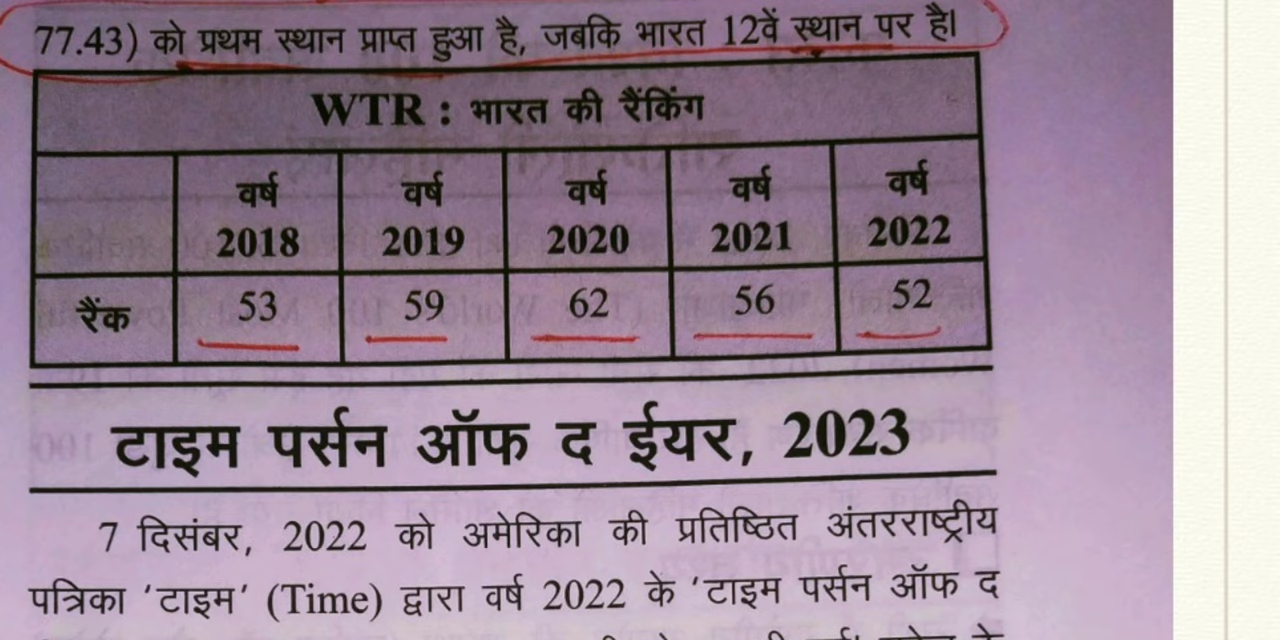 77.43) को प्रथम स्थान प्राप्त हुआ है, जबकि भारत 12वें स्थान पर है।
WTR : भारत की रैंकिंग
वर्ष 2018 वर्ष 2019 वर्ष 2020 वर्ष 2021 वर्ष 2022
रैंक 53 59 62 56 52
टाइम पर्सन ऑफ द ईयर, 2023
7 दिसंबर, 2022 को अमेरिका की प्रतिष्ठित अंतरराष्ट्रीय
पत्रिका 'टाइम' (Time) द्वारा वर्ष 2022 के 'टाइम पर्सन ऑफ द